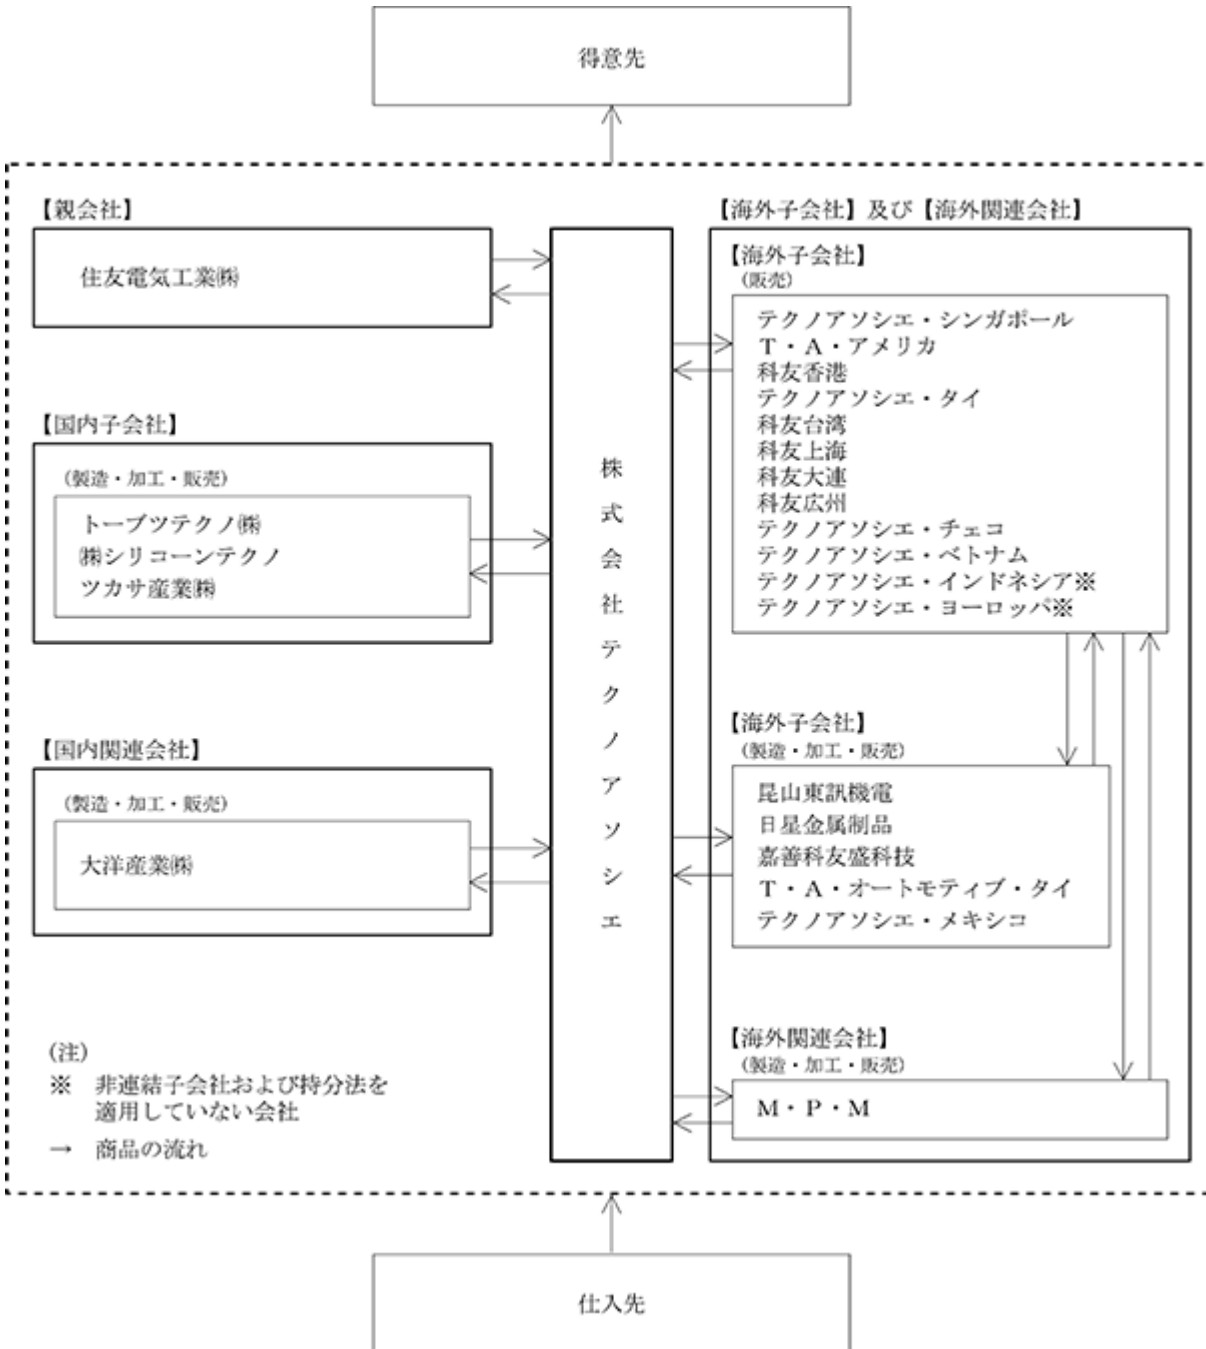 得意先
【親会社】
住友電気工業㈱
【国内子会社】
(製造・加工・販売)
トーブツテクノ㈱
㈱シリコーンテクノ
ツカサ産業㈱
【国内関連会社】
(製造・加工・販売)
大洋産業㈱
(注)
※ 非連結子会社および持分法を
適用していない会社
→ 商品の流れ
株式会社テクノアソシエ
【海外子会社】及び【海外関連会社】
【海外子会社】
(販売)
テクノアソシエ・シンガポール
T・A・アメリカ
科友香港
テクノアソシエ・タイ
科友台湾
科友上海
科友大連
科友広州
テクノアソシエ・チェコ
テクノアソシエ・ベトナム
テクノアソシエ・インドネシア※
テクノアソシエ・ヨーロッパ※
【海外子会社】
(製造・加工・販売)
昆山東訊機電
日星金属制品
嘉善科友盛科技
T・A・オートモティブ・タイ
テクノアソシエ・メキシコ
【海外関連会社】
(製造・加工・販売)
M・P・M
仕入先